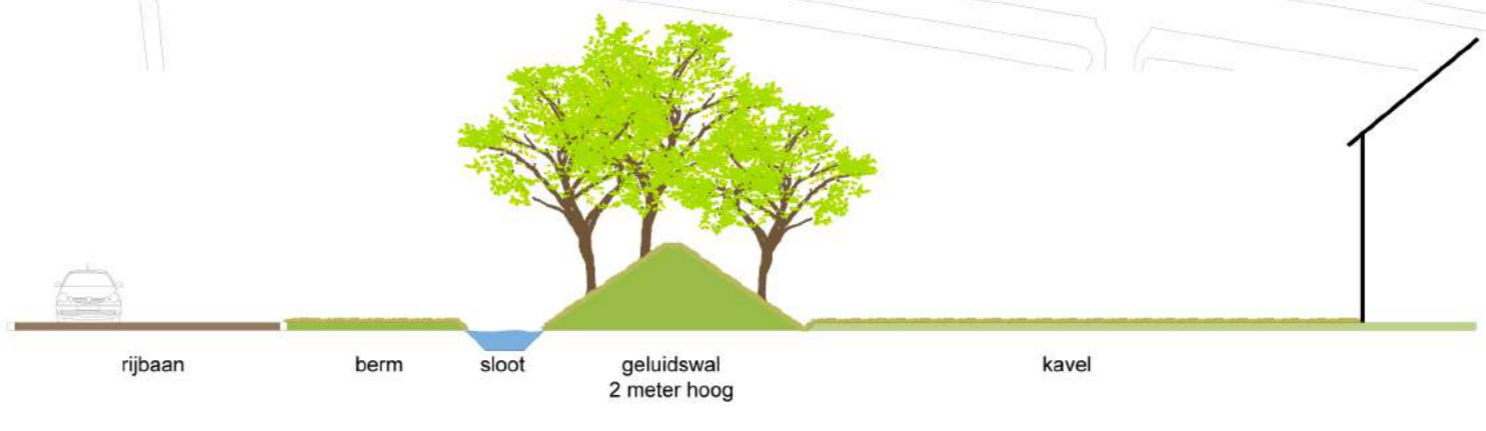 rijbaan
berm
sloot
geluidswal
2 meter hoog
kavel